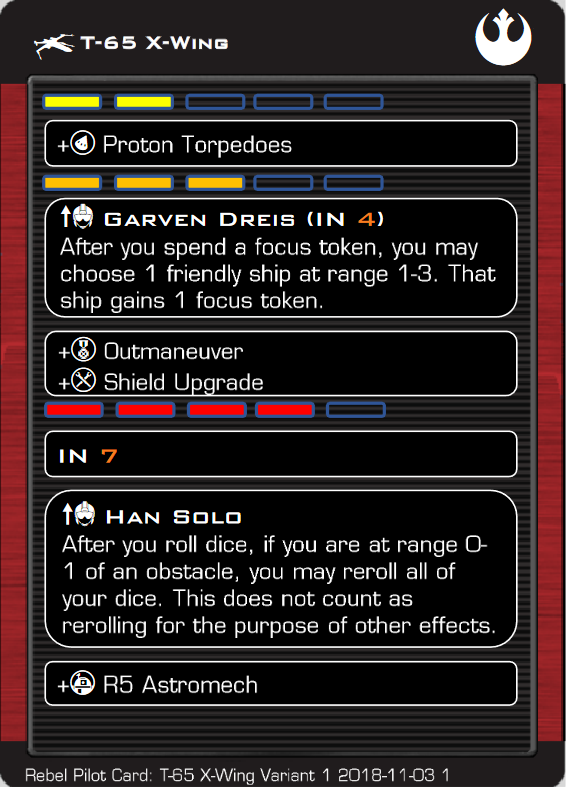 T-65 X-Wing
+ Proton Torpedoes
Garven Dreis (IN 4)
After you spend a focus token, you may
choose 1 friendly ship at range 1-3. That
ship gains 1 focus token.
+ Outmaneuver
+ Shield Upgrade
IN 7
Han Solo
After you roll dice, if you are at range 0-
1 of an obstacle, you may reroll all of
your dice. This does not count as
rerolling for the purpose of other effects.
+ R5 Astromech
Rebel Pilot Card: T-65 X-Wing Variant 1 2018-11-03 1